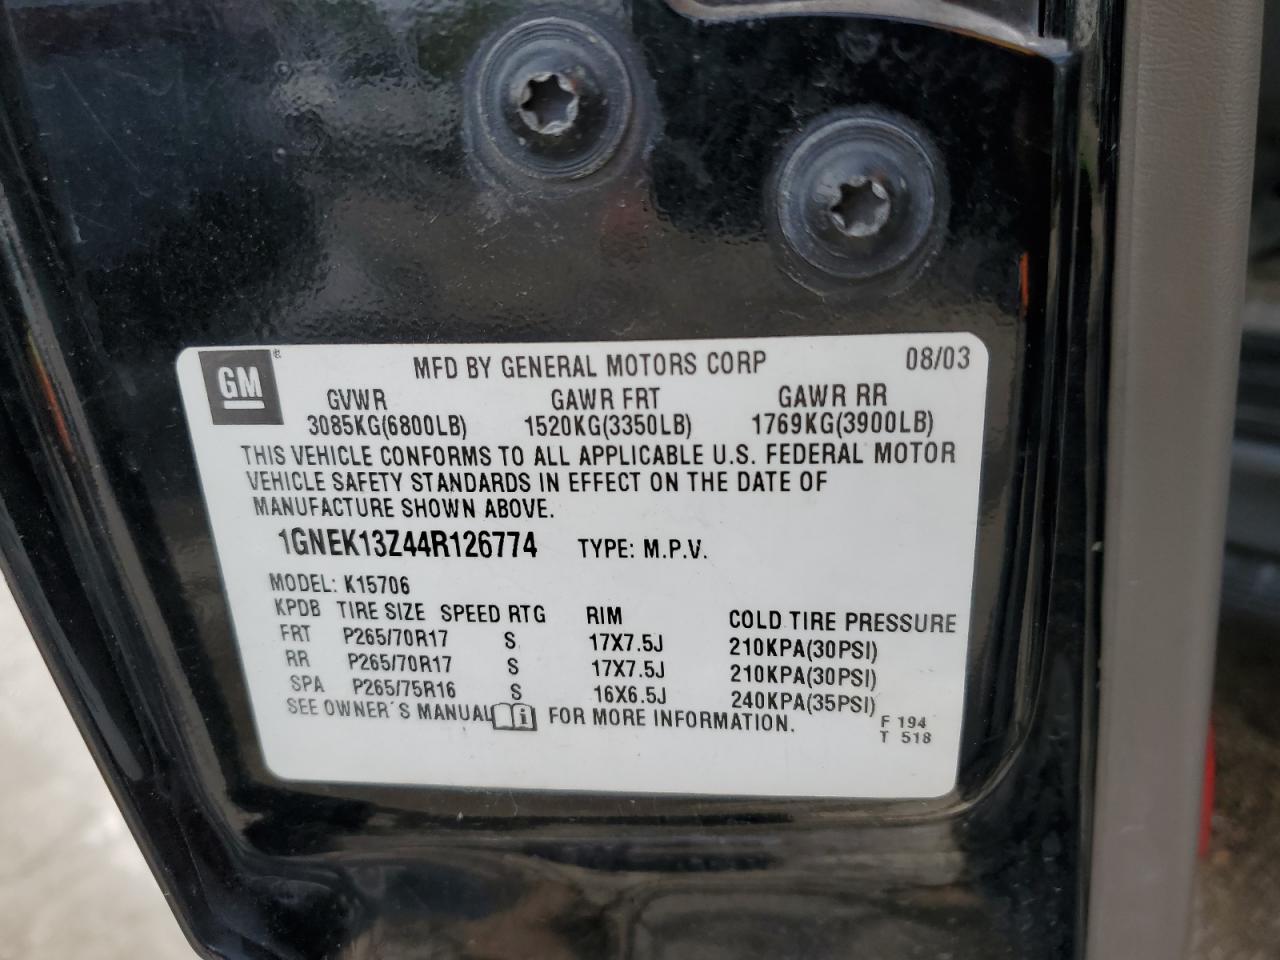 GM® MFD BY GENERAL MOTORS CORP 08/03
GVWR GAWR FRT GAWR RR
3085KG(6800LB) 1520KG(3350LB) 1769KG(3900LB)
THIS VEHICLE CONFORMS TO ALL APPLICABLE U.S. FEDERAL MOTOR
VEHICLE SAFETY STANDARDS IN EFFECT ON THE DATE OF
MANUFACTURE SHOWN ABOVE.
1GNEK13Z44R126774 TYPE: M.P.V.
MODEL: K15706
KPDB TIRE SIZE SPEED RTG RIM COLD TIRE PRESSURE
FRT P265/70R17 S 17X7.5J 210KPA(30PSI)
RR P265/70R17 S 17X7.5J 210KPA(30PSI)
SPA P265/75R16 S 16X6.5J 240KPA(35PSI)
SEE OWNER'S MANUAL i FOR MORE INFORMATION.
F 194
T 518